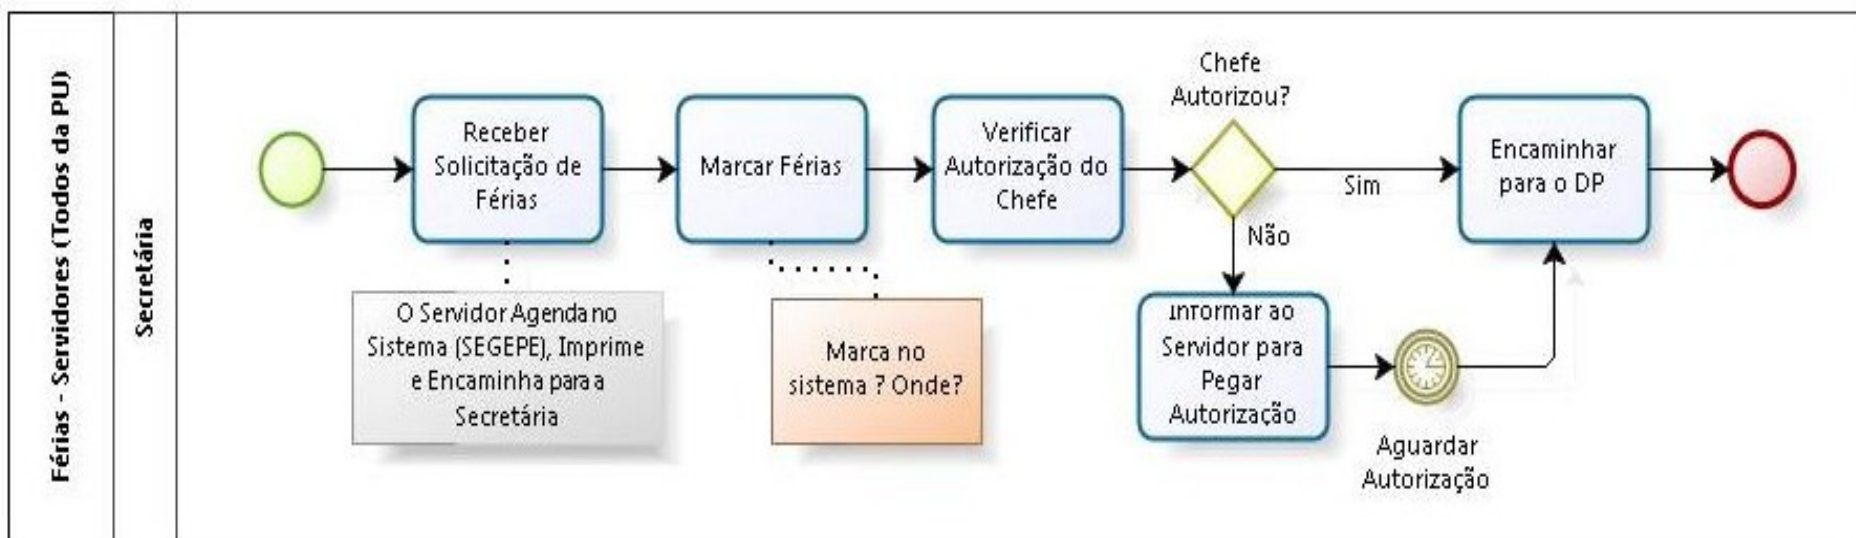 Férias - Servidores (Todos da PU)
Secretária
Receber
Solicitação de
Férias
Marcar Férias
Verificar
Autorização do
Chefe
Chefe
Autorizou?
Sim
Não
Encaminhar
para o DP
O Servidor Agenda no
Sistema (SEGEPE), Imprime
e Encaminha para a
Secretária
Marca no
sistema ? Onde?
Informar ao
Servidor para
Pegar
Autorização
Aguardar
Autorização